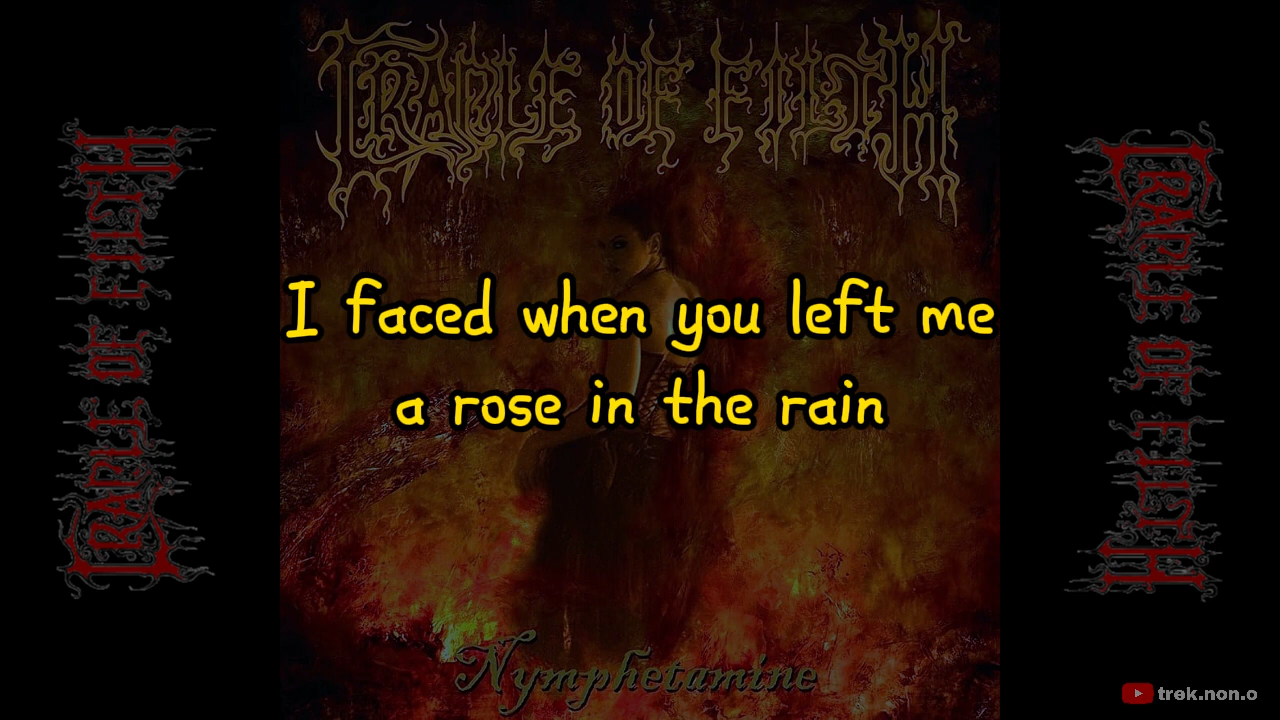 CRADLE OF FILTH
CRADLE OF FILTH
CRADLE OF FILTH
I faced when you left me
a rose in the rain
Nymphetamine
trek.non.o